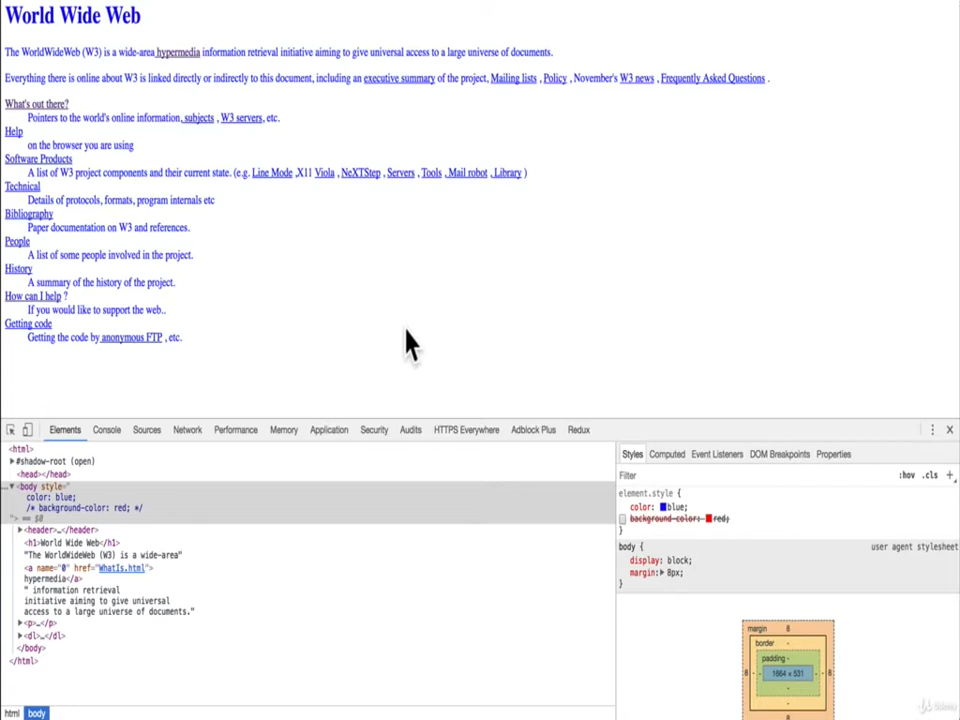 World Wide Web
The WorldWideWeb (W3) is a wide-area hypermedia information retrieval initiative aiming to give universal access to a large universe of documents.
Everything there is online about W3 is linked directly or indirectly to this document, including an executive summary of the project, Mailing lists , Policy , November's W3 news , Frequently Asked Questions .
What's out there?
Pointers to the world's online information, subjects , W3 servers, etc.
Help
on the browser you are using
Software Products
A list of W3 project components and their current state. (e.g. Line Mode ,X11 Viola , NeXTStep , Servers , Tools , Mail robot , Library )
Technical
Details of protocols, formats, program internals etc
Bibliography
Paper documentation on W3 and references.
People
A list of some people involved in the project.
History
A summary of the history of the project.
How can I help ?
If you would like to support the web..
Getting code
Getting the code by anonymous FTP , etc.
Elements Console Sources Network Performance Memory Application Security Audits HTTPS Everywhere Adblock Plus Redux
<html>
#shadow-root (open)
<head></head>
<body style="
color: blue;
/* background-color: red; */
"> == $0
<header>…</header>
<h1>World Wide Web</h1>
"The WorldWideWeb (W3) is a wide-area"
<a name="0" href="WhatIs.html">
hypermedia</a>
" information retrieval
initiative aiming to give universal
access to a large universe of documents."
<p>…</p>
<dl>…</dl>
</body>
</html>
html body
Styles Computed Event Listeners DOM Breakpoints Properties
Filter :hov .cls +
element.style {
color: blue;
background-color: red;
}
body { user agent stylesheet
display: block;
margin: 8px;
}
margin 8
border -
padding -
8 - - 1664 × 531 - - 8
-
-
8
Udemy